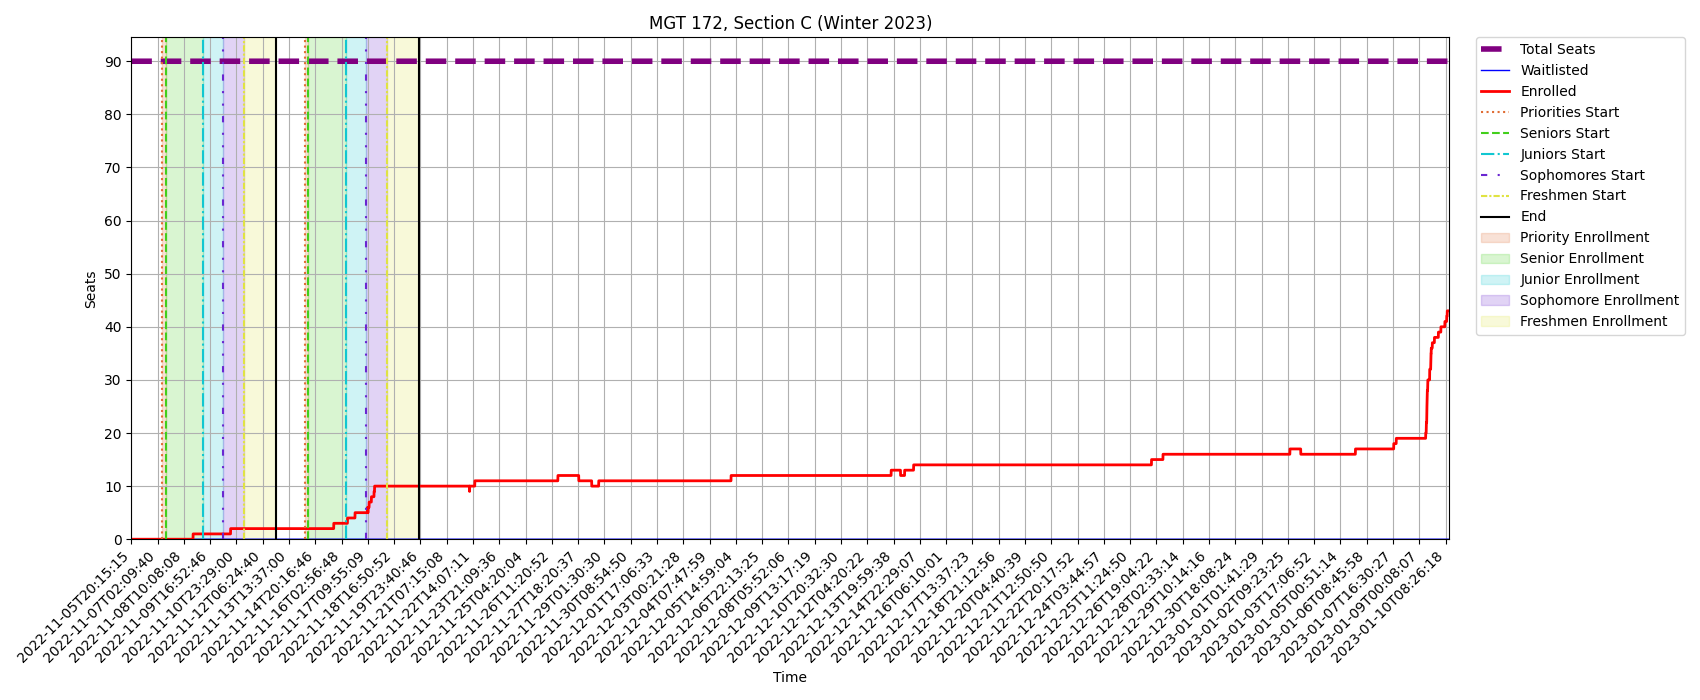 MGT 172, Section C (Winter 2023)
Seats
90
80
70
60
50
40
30
20
10
0
2022-11-05T20:15:15
2022-11-07T02:09:40
2022-11-08T10:08:08
2022-11-09T16:52:46
2022-11-10T23:29:00
2022-11-12T06:24:40
2022-11-13T13:37:00
2022-11-14T20:16:46
2022-11-16T02:56:48
2022-11-17T09:55:09
2022-11-18T16:50:52
2022-11-19T23:40:46
2022-11-21T07:15:08
2022-11-22T14:07:11
2022-11-23T21:09:36
2022-11-25T04:20:04
2022-11-26T11:20:52
2022-11-27T18:20:37
2022-11-29T01:30:30
2022-11-30T08:54:50
2022-12-01T17:06:33
2022-12-03T00:21:28
2022-12-04T07:47:59
2022-12-05T14:59:04
2022-12-06T22:13:25
2022-12-08T05:52:06
2022-12-09T13:17:19
2022-12-10T20:32:30
2022-12-12T04:20:22
2022-12-13T13:59:38
2022-12-14T22:29:07
2022-12-16T06:10:01
2022-12-17T13:37:23
2022-12-18T21:12:56
2022-12-20T04:40:39
2022-12-21T12:50:50
2022-12-22T20:17:52
2022-12-24T03:44:57
2022-12-25T11:24:50
2022-12-26T19:04:22
2022-12-28T02:33:14
2022-12-29T10:14:16
2022-12-30T18:08:24
2023-01-01T01:41:29
2023-01-02T09:23:25
2023-01-03T17:06:52
2023-01-05T00:51:14
2023-01-06T08:45:58
2023-01-07T16:30:27
2023-01-09T00:08:07
2023-01-10T08:26:18
Time
Total Seats
Waitlisted
Enrolled
Priorities Start
Seniors Start
Juniors Start
Sophomores Start
Freshmen Start
End
Priority Enrollment
Senior Enrollment
Junior Enrollment
Sophomore Enrollment
Freshmen Enrollment